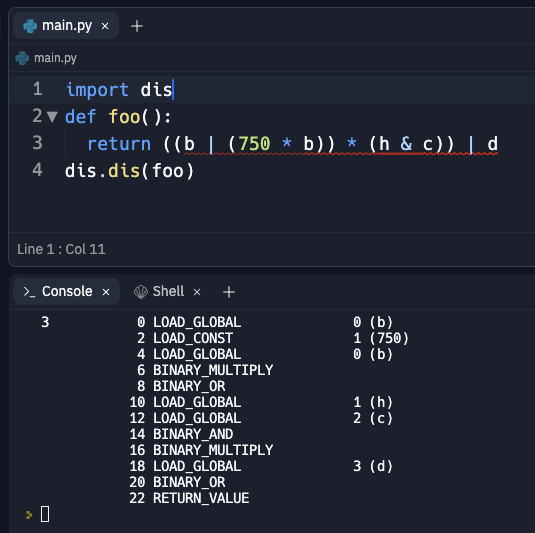 main.py × +
main.py
1 import dis
2 def foo():
3 return ((b | (750 * b)) * (h & c)) | d
4 dis.dis(foo)
Line 1 : Col 11
>_ Console × Shell × +
3 0 LOAD_GLOBAL 0 (b)
2 LOAD_CONST 1 (750)
4 LOAD_GLOBAL 0 (b)
6 BINARY_MULTIPLY
8 BINARY_OR
10 LOAD_GLOBAL 1 (h)
12 LOAD_GLOBAL 2 (c)
14 BINARY_AND
16 BINARY_MULTIPLY
18 LOAD_GLOBAL 3 (d)
20 BINARY_OR
22 RETURN_VALUE